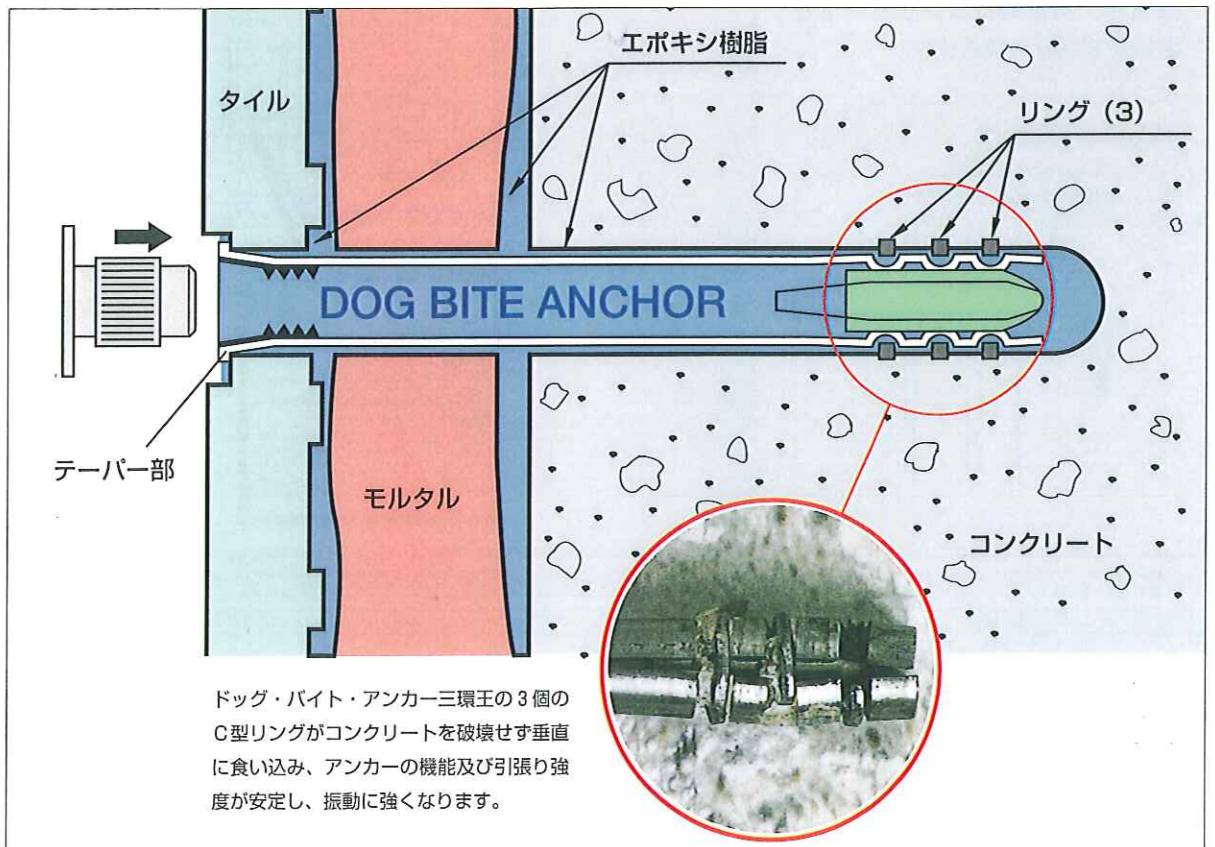 エポキシ樹脂
タイル
リング（3）
DOG BITE ANCHOR
テーパー部
モルタル
コンクリート
ドッグ・バイト・アンカー三環王の3個の
C型リングがコンクリートを破壊せず垂直
に食い込み、アンカーの機能及び引張り強
度が安定し、振動に強くなります。